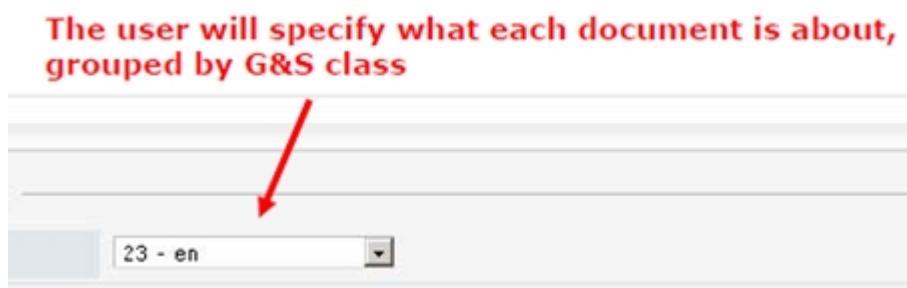 The user will specify what each document is about,
grouped by G&S class
23 - en